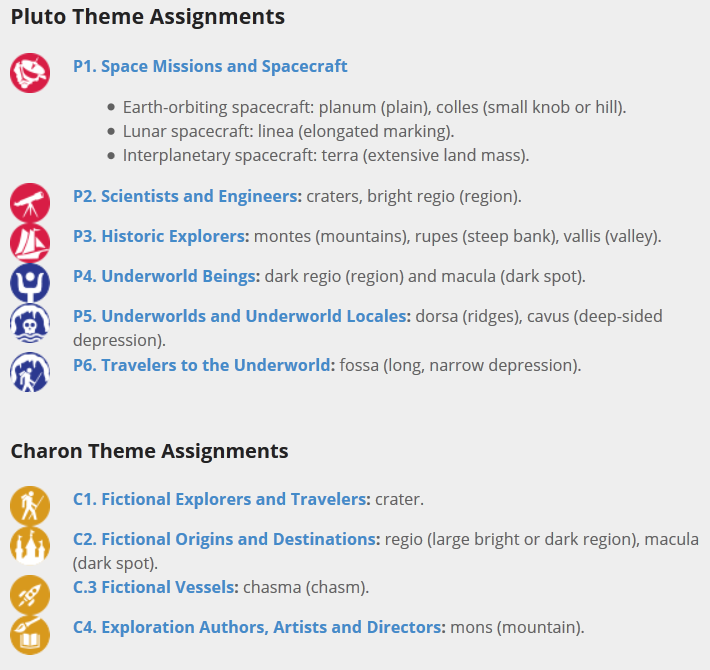 Pluto Theme Assignments
P1. Space Missions and Spacecraft
Earth-orbiting spacecraft: planum (plain), colles (small knob or hill).
Lunar spacecraft: linea (elongated marking).
Interplanetary spacecraft: terra (extensive land mass).
P2. Scientists and Engineers: craters, bright regio (region).
P3. Historic Explorers: montes (mountains), rupes (steep bank), vallis (valley).
P4. Underworld Beings: dark regio (region) and macula (dark spot).
P5. Underworlds and Underworld Locales: dorsa (ridges), cavus (deep-sided
depression).
P6. Travelers to the Underworld: fossa (long, narrow depression).
Charon Theme Assignments
C1. Fictional Explorers and Travelers: crater.
C2. Fictional Origins and Destinations: regio (large bright or dark region), macula
(dark spot).
C.3 Fictional Vessels: chasma (chasm).
C4. Exploration Authors, Artists and Directors: mons (mountain).